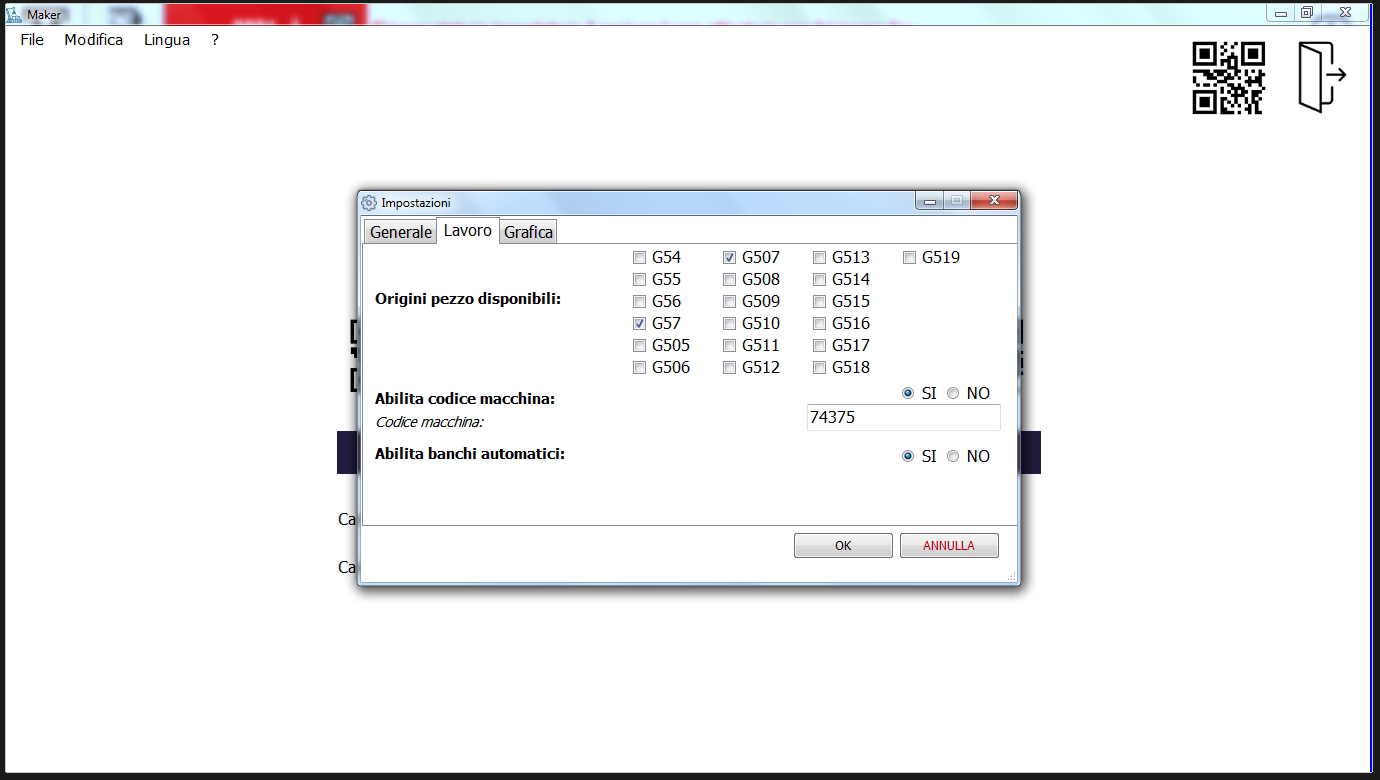 Maker
File Modifica Lingua ?
Impostazioni
Generale Lavoro Grafica
G54 G507 G513 G519
G55 G508 G514
Origini pezzo disponibili:
G56 G509 G515
G57 G510 G516
G505 G511 G517
G506 G512 G518
Abilita codice macchina: SI NO
Codice macchina: 74375
Abilita banchi automatici: SI NO
Ca
OK ANNULLA
Ca